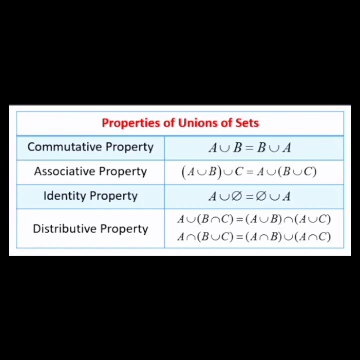 Properties of Unions of Sets
Commutative Property A ∪ B = B ∪ A
Associative Property (A ∪ B) ∪ C = A ∪ (B ∪ C)
Identity Property A ∪ ∅ = ∅ ∪ A
Distributive Property A ∪ (B ∩ C) = (A ∪ B) ∩ (A ∪ C)
A ∩ (B ∪ C) = (A ∩ B) ∪ (A ∩ C)